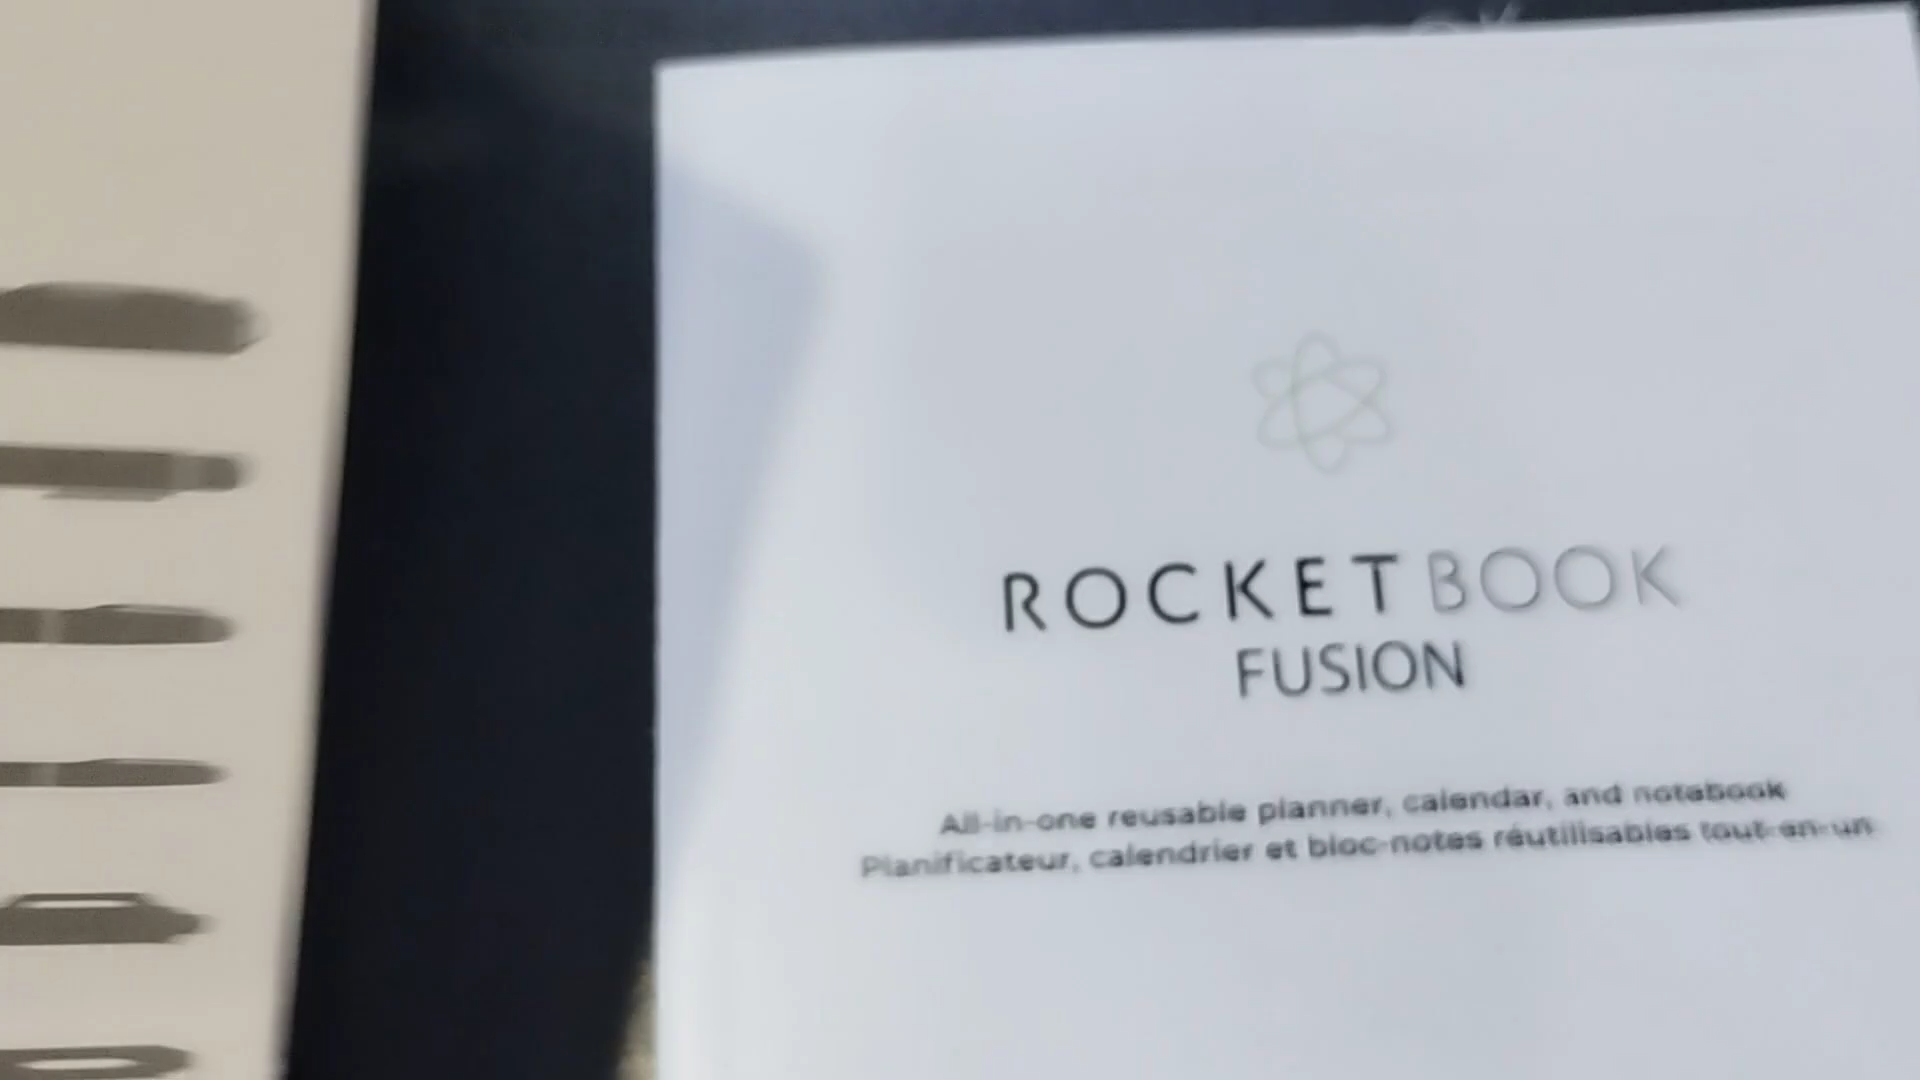 ROCKETBOOK
FUSION
All-in-one reusable planner, calendar, and notebook
Planificateur, calendrier et bloc-notes réutilisables tout-en-un